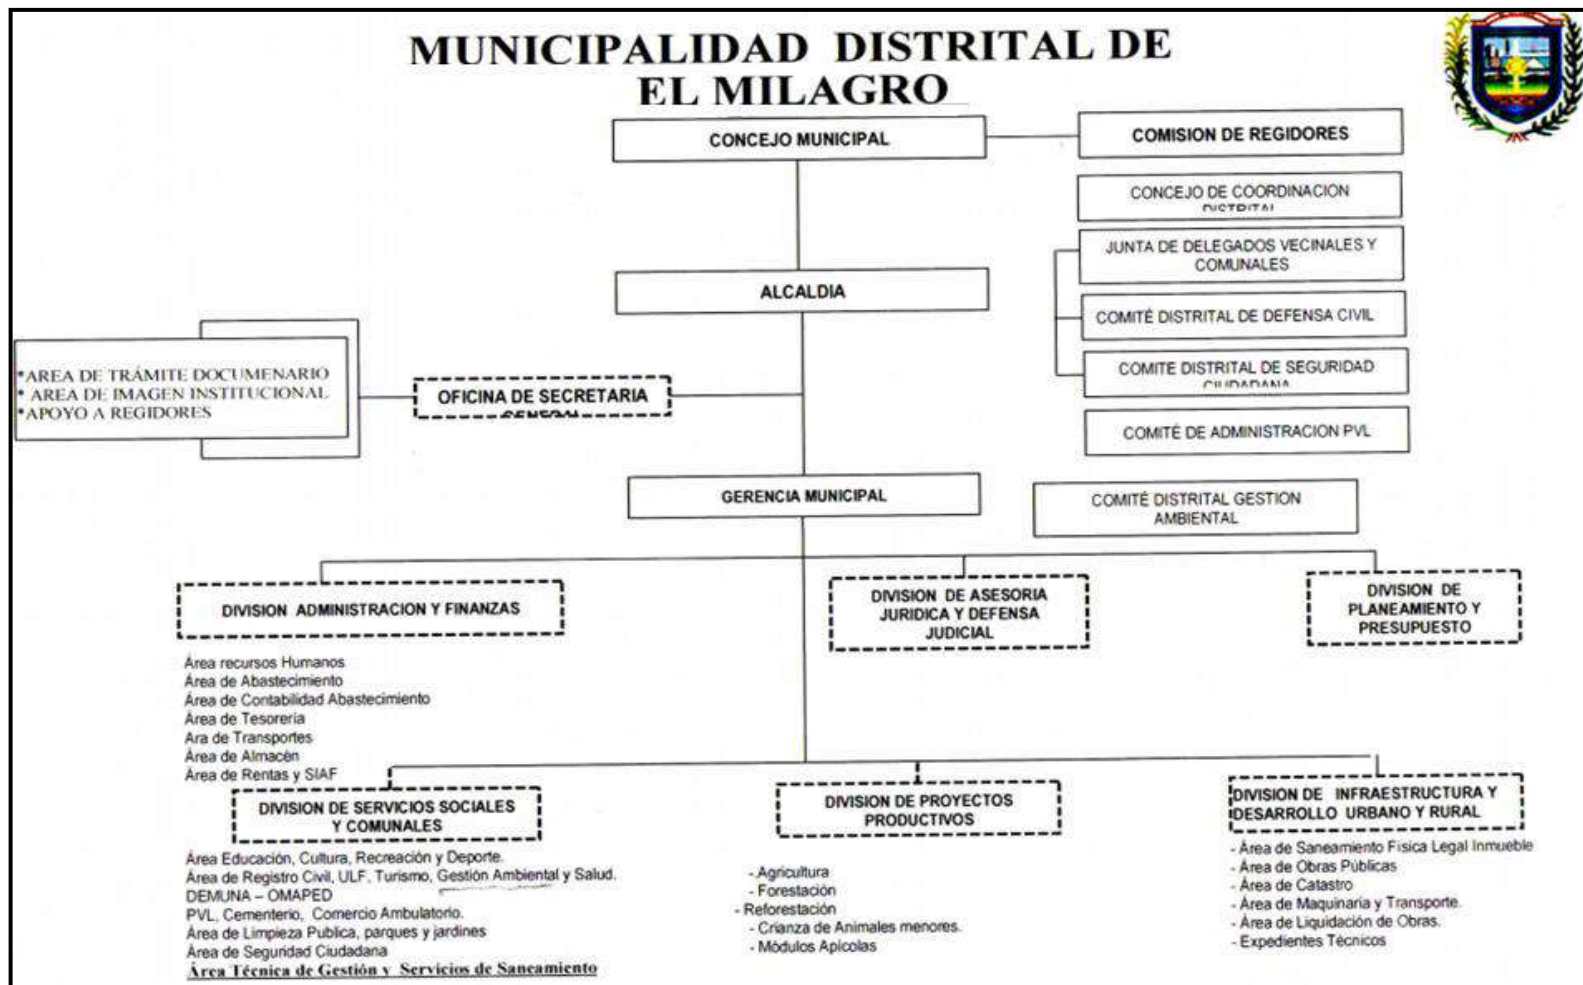 MUNICIPALIDAD DISTRITAL DE
EL MILAGRO
CONCEJO MUNICIPAL
COMISION DE REGIDORES
CONCEJO DE COORDINACION
DISTRITAL
JUNTA DE DELEGADOS VECINALES Y
COMUNALES
ALCALDIA
COMITÉ DISTRITAL DE DEFENSA CIVIL
COMITE DISTRITAL DE SEGURIDAD
CIUDADANA
*AREA DE TRÁMITE DOCUMENARIO
* AREA DE IMAGEN INSTITUCIONAL
*APOYO A REGIDORES
OFICINA DE SECRETARIA
GENERAL
COMITÉ DE ADMINISTRACION PVL
GERENCIA MUNICIPAL
COMITÉ DISTRITAL GESTION
AMBIENTAL
DIVISION ADMINISTRACION Y FINANZAS
DIVISION DE ASESORIA
JURIDICA Y DEFENSA
JUDICIAL
DIVISION DE
PLANEAMIENTO Y
PRESUPUESTO
Área recursos Humanos
Área de Abastecimiento
Área de Contabilidad Abastecimiento
Área de Tesorería
Ara de Transportes
Área de Almacén
Área de Rentas y SIAF
DIVISION DE SERVICIOS SOCIALES
Y COMUNALES
DIVISION DE PROYECTOS
PRODUCTIVOS
DIVISION DE INFRAESTRUCTURA Y
DESARROLLO URBANO Y RURAL
Área Educación, Cultura, Recreación y Deporte.
Área de Registro Civil, ULF, Turismo, Gestión Ambiental y Salud.
DEMUNA – OMAPED
PVL, Cementerio, Comercio Ambulatorio.
Área de Limpieza Publica, parques y jardines
Área de Seguridad Ciudadana
Área Técnica de Gestión y Servicios de Saneamiento
- Agricultura
- Forestación
- Reforestación
- Crianza de Animales menores.
- Módulos Apícolas
- Área de Saneamiento Física Legal Inmueble
- Área de Obras Públicas
- Área de Catastro
- Área de Maquinaria y Transporte.
- Área de Liquidación de Obras.
- Expedientes Técnicos